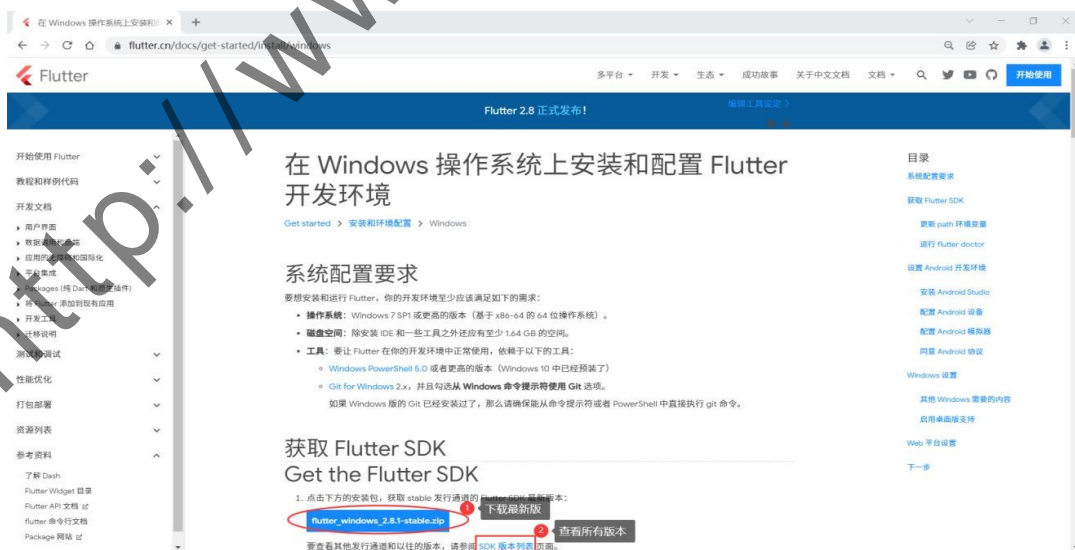 在 Windows 操作系统上安装和
flutter.cn/docs/get-started/install/windows
Flutter
多平台
开发
生态
成功故事
关于中文文档
文档
开始使用
Flutter 2.8 正式发布!
编辑工具设定 〉
开始使用 Flutter
教程和样例代码
开发文档
用户界面
数据
应用的 和国际化
平台集成
Packages (纯 Dart 和原生插件)
将 Flutter 添加到现有应用
开发工具
迁移说明
测试和调试
性能优化
打包部署
资源列表
参考资料
了解 Dash
Flutter Widget 目录
Flutter API 文档
flutter 命令行文档
Package 网站
在 Windows 操作系统上安装和配置 Flutter
开发环境
Get started > 安装和环境配置 > Windows
系统配置要求
要想安装和运行 Flutter,你的开发环境至少应该满足如下的需求:
• 操作系统:Windows 7 SP1 或更高的版本(基于 x86-64 的 64 位操作系统)。
• 磁盘空间:除安装 IDE 和一些工具之外还应有至少 1.64 GB 的空间。
• 工具:要让 Flutter 在你的开发环境中正常使用,依赖于以下的工具:
Windows PowerShell 5.0 或者更高的版本(Windows 10 中已经预装了)
Git for Windows 2.x,并且勾选从 Windows 命令提示符使用 Git 选项。
如果 Windows 版的 Git 已经安装过了,那么请确保能从命令提示符或者 PowerShell 中直接执行 git 命令。
获取 Flutter SDK
Get the Flutter SDK
1. 点击下方的安装包,获取 stable 发行通道的 Flutter SDK 最新版本:
1 下载最新版
flutter_windows_2.8.1-stable.zip
2 查看所有版本
要查看其他发行通道和以往的版本,请参阅 SDK 版本列表 页面。
目录
系统配置要求
获取 Flutter SDK
更新 path 环境变量
运行 flutter doctor
设置 Android 开发环境
安装 Android Studio
配置 Android 设备
配置 Android 模拟器
同意 Android 协议
Windows 设置
其他 Windows 需要的内容
启用桌面版支持
Web 平台设置
下一步
http://www